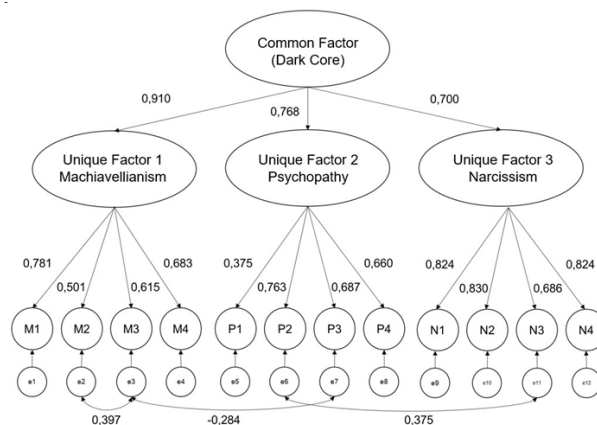 Common Factor
(Dark Core)
0,910
0,768
0,700
Unique Factor 1
Machiavellianism
Unique Factor 2
Psychopathy
Unique Factor 3
Narcissism
0,781
0,501
0,615
0,683
0,375
0,763
0,687
0,660
0,824
0,830
0,686
0,824
M1
M2
M3
M4
P1
P2
P3
P4
N1
N2
N3
N4
e1
e2
e3
e4
e5
e6
e7
e8
e9
e10
e11
e12
0,397
-0,284
0,375